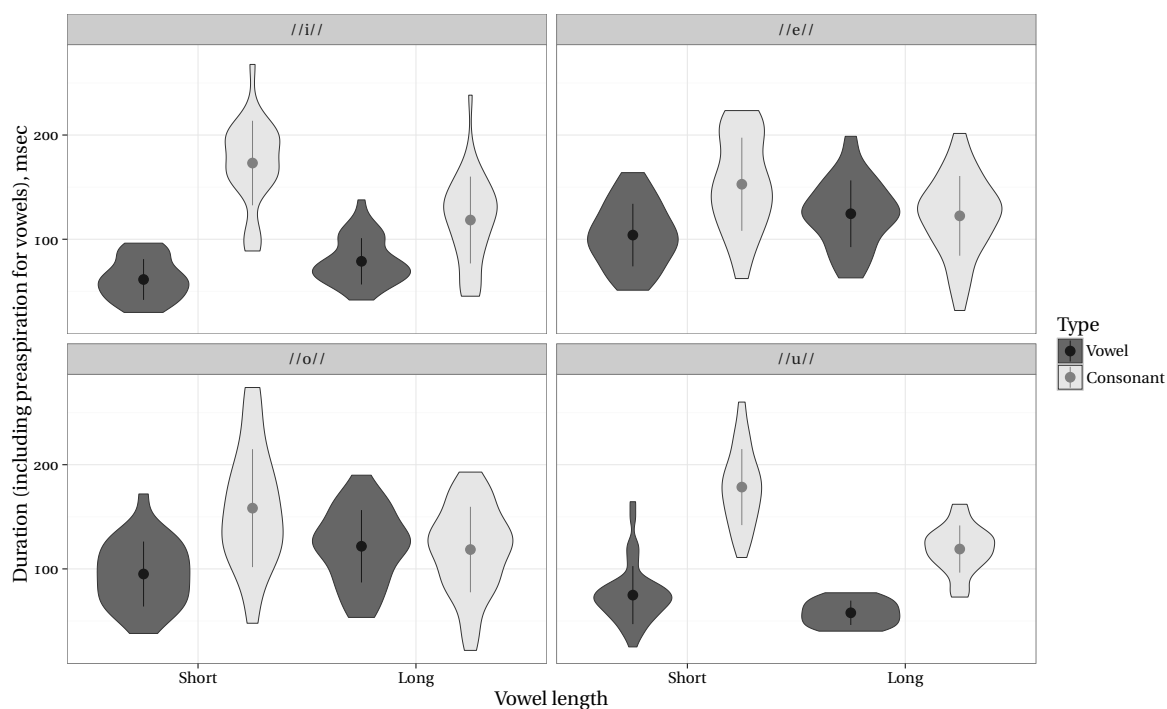 //i//
//e//
200
100
//o//
//u//
200
100
Duration (including preaspiration for vowels), msec
Short
Long
Short
Long
Vowel length
Type
Vowel
Consonant